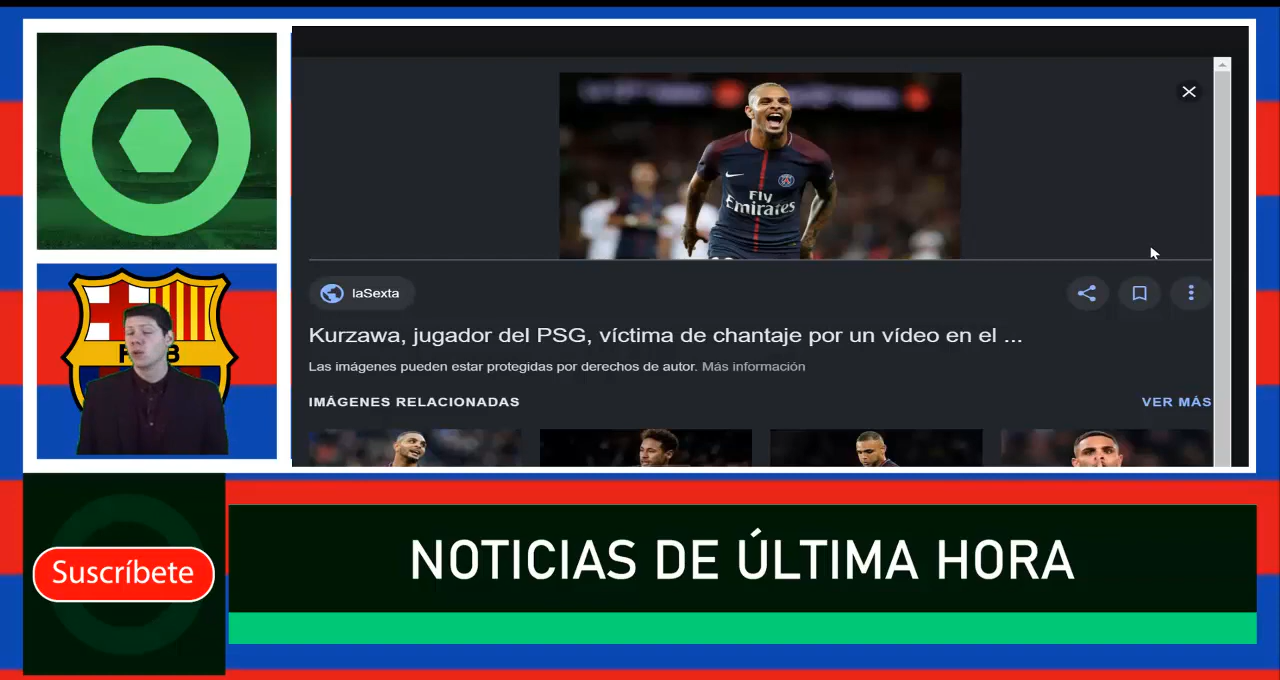 Fly
Emirates
laSexta
Kurzawa, jugador del PSG, víctima de chantaje por un vídeo en el ...
Las imágenes pueden estar protegidas por derechos de autor. Más información
IMÁGENES RELACIONADAS
VER MÁS
F B
Suscríbete
NOTICIAS DE ÚLTIMA HORA